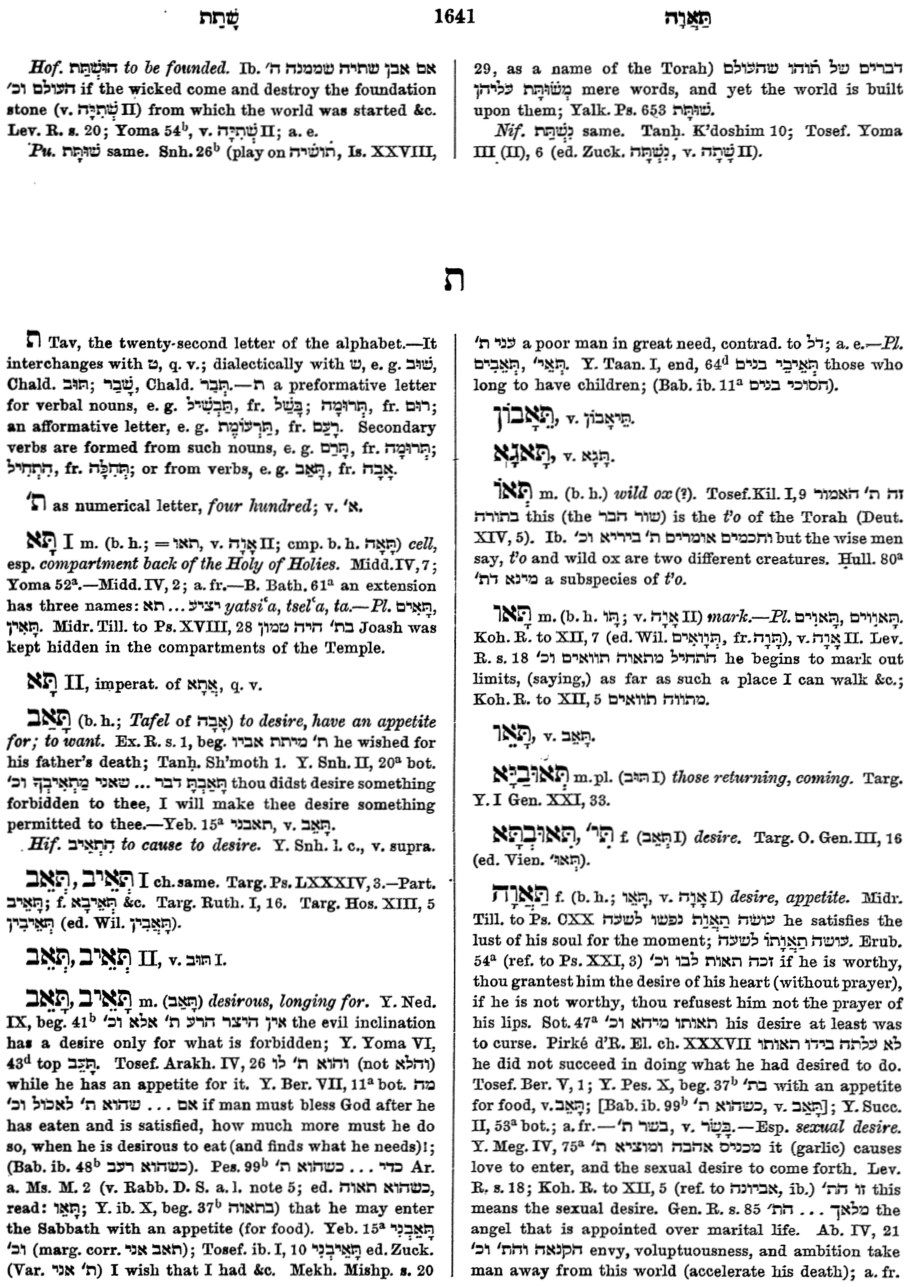 שָׁחַת 1641 תַּאֲוָה
Hof. הוּשְׁתַּת to be founded. Ib. אם אבן שתיה שממנה ה׳
העולם וכ׳ if the wicked come and destroy the foundation
stone (v. שְׁתִיָּה II) from which the world was started &c.
Lev. R. s. 20; Yoma 54ᵇ, v. שְׁתִיָּה II; a. e.
Pu. שׁוּתַּת same. Snh. 26ᵇ (play on תּוּשִׁיָּה, Is. XXVIII,
29, as a name of the Torah) דברים של תוהו שהעולם
מְשׁוּתָּת עליהן mere words, and yet the world is built
upon them; Yalk. Ps. 653 שׁוּתַּת.
Nif. נִשְׁתַּת same. Tanḥ. K'doshim 10; Tosef. Yoma
III (II), 6 (ed. Zuck. נִשְׁתָּה, v. שָׁתָה II).
ת
ת Tav, the twenty-second letter of the alphabet.—It
interchanges with ט, q. v.; dialectically with ש, e. g. שׁוּב,
Chald. תּוּב; שָׁבַר, Chald. תְּבַר.—ת a preformative letter
for verbal nouns, e. g. תַּבְשִׁיל, fr. בָּשַׁל; תְּרוּמָה, fr. רום;
an afformative letter, e. g. תַּרְעוֹמֶת, fr. רָעַם. Secondary
verbs are formed from such nouns, e. g. תָּרַם, fr. תְּרוּמָה;
הִתְחִיל, fr. תְּחִלָּה; or from verbs, e. g. תָּאַב, fr. אָבָה.
ת׳ as numerical letter, four hundred; v. א׳.
תָּא I m. (b. h.; = תאו, v. אָוָה II; cmp. b. h. תָּאָה) cell,
esp. compartment back of the Holy of Holies. Midd. IV, 7;
Yoma 52ᵃ.—Midd. IV, 2; a. fr.—B. Bath. 61ᵃ an extension
has three names: יציע ... תא yatsiʿa, tselʿa, ta.—Pl. תָּאִים,
תָּאִין. Midr. Till. to Ps. XVIII, 28 בת׳ היה טמון Joash was
kept hidden in the compartments of the Temple.
תָּא II, imperat. of אֲתָא, q. v.
תָּאַב (b. h.; Tafel of אָבָה) to desire, have an appetite
for; to want. Ex. R. s. 1, beg. ת׳ מיתת אביו he wished for
his father's death; Tanḥ. Sh'moth 1. Y. Snh. II, 20ᵃ bot.
תָּאַבְתָּ דבר ... שאני מַתְאִיבְךָ וכ׳ thou didst desire something
forbidden to thee, I will make thee desire something
permitted to thee.—Yeb. 15ᵃ תאבני, v. תָּאֵב.
Hif. הִתְאִיב to cause to desire. Y. Snh. l. c., v. supra.
תְּאֵיב, תְּאֵב I ch. same. Targ. Ps. LXXXIV, 3.—Part.
תָּאֵיב; f. תְּאֵיבָא &c. Targ. Ruth. I, 16. Targ. Hos. XIII, 5
תְּאֵיבִין (ed. Wil. תָּאֲבִין).
תְּאֵיב, תְּאֵב II, v. תוב I.
תָּאֵיב, תָּאֵב m. (תָּאַב) desirous, longing for. Y. Ned.
IX, beg. 41ᵇ אין היצר הרע ת׳ אלא וכ׳ the evil inclination
has a desire only for what is forbidden; Y. Yoma VI,
43ᵈ top תָּצֵב. Tosef. Arakh. IV, 26 והוא ת׳ לו (not והלא)
while he has an appetite for it. Y. Ber. VII, 11ᵃ bot. מה
אם ... שהוא ת׳ לאכול וכ׳ if man must bless God after he
has eaten and is satisfied, how much more must he do
so, when he is desirous to eat (and finds what he needs)!;
(Bab. ib. 48ᵇ כשהוא רעב). Pes. 99ᵇ כדי ... כשהוא ת׳ Ar.
a. Ms. M. 2 (v. Rabb. D. S. a. l. note 5; ed. כשהוא תאוה,
read: תָּאֵו; Y. ib. X, beg. 37ᵇ בתאוה) that he may enter
the Sabbath with an appetite (for food). Yeb. 15ᵃ תָּאַבְנִי
וכ׳ (marg. corr. תאב אני); Tosef. ib. I, 10 תָּאֵיבְנִי ed. Zuck.
(Var. ת׳ אני) I wish that I had &c. Mekh. Mishp. s. 20
עני ת׳ a poor man in great need, contrad. to דל; a. e.—Pl.
תְּאֵבִים, תְּאֵי׳. Y. Taan. I, end, 64ᵈ תְּאֵיבֵי בנים those who
long to have children; (Bab. ib. 11ᵃ חסוכי בנים).
תֵּאָבוֹן, v. תֵּיאָבוֹן.
תָּאגָא, v. תָּגָא.
תְּאוֹ m. (b. h.) wild ox (?). Tosef. Kil. I, 9 זה ת׳ האמור
בתורה this (the שור הבר) is the t'o of the Torah (Deut.
XIV, 5). Ib. וחכמים אומרים ת׳ ביריא וכ׳ but the wise men
say, t'o and wild ox are two different creatures. Ḥull. 80ᵃ
מינא דת׳ a subspecies of t'o.
תָּאוּ m. (b. h. תָּו; v. אָוָה II) mark.—Pl. תָּאוִים, תָּאווִים.
Koh. R. to XII, 7 (ed. Wil. תְּוָואִים, fr. תָּוָה), v. אָוָה II. Lev.
R. s. 18 התחיל מתאוה תוואים וכ׳ he begins to mark out
limits, (saying,) as far as such a place I can walk &c.;
Koh. R. to XII, 5 מתווה תוואים.
תָּאֵו, v. תָּאֵב.
תָּאוּבַיָּא m. pl. (תּוּב I) those returning, coming. Targ.
Y. I Gen. XXI, 33.
תִּאוּבְתָּא, תִּי׳ f. (תְּאֵב I) desire. Targ. O. Gen. III, 16
(ed. Vien. תְּאוּ׳).
תַּאֲוָה f. (b. h.; תָּאֵו, v. אָוָה I) desire, appetite. Midr.
Till. to Ps. CXX עושה תַאֲוַת נפשו לשעה he satisfies the
lust of his soul for the moment; עושה תַאֲוָתוֹ לשעה. Erub.
54ᵃ (ref. to Ps. XXI, 3) זכה תאות לבו וכ׳ if he is worthy,
thou grantest him the desire of his heart (without prayer),
if he is not worthy, thou refusest him not the prayer of
his lips. Sot. 47ᵃ תאותו מיהא וכ׳ his desire at least was
to curse. Pirké d'R. El. ch. XXXVII לא עלתה בידו תאותו
he did not succeed in doing what he had desired to do.
Tosef. Ber. V, 1; Y. Pes. X, beg. 37ᵇ בת׳ with an appetite
for food, v. תָּאֵב; [Bab. ib. 99ᵇ כשהוא ת׳, v. תָּאֵב]; Y. Succ.
II, 53ᵃ bot.; a. fr.—בשר ת׳, v. בָּשָׂר.—Esp. sexual desire.
Y. Meg. IV, 75ᵃ מכניס אהבה ומוציא ת׳ it (garlic) causes
love to enter, and the sexual desire to come forth. Lev.
R. s. 18; Koh. R. to XII, 5 (ref. to אביונה, ib.) זו הת׳ this
means the sexual desire. Gen. R. s. 85 מלאך ... הת׳ the
angel that is appointed over marital life. Ab. IV, 21
הקנאה והת׳ וכ׳ envy, voluptuousness, and ambition take
man away from this world (accelerate his death); a. fr.